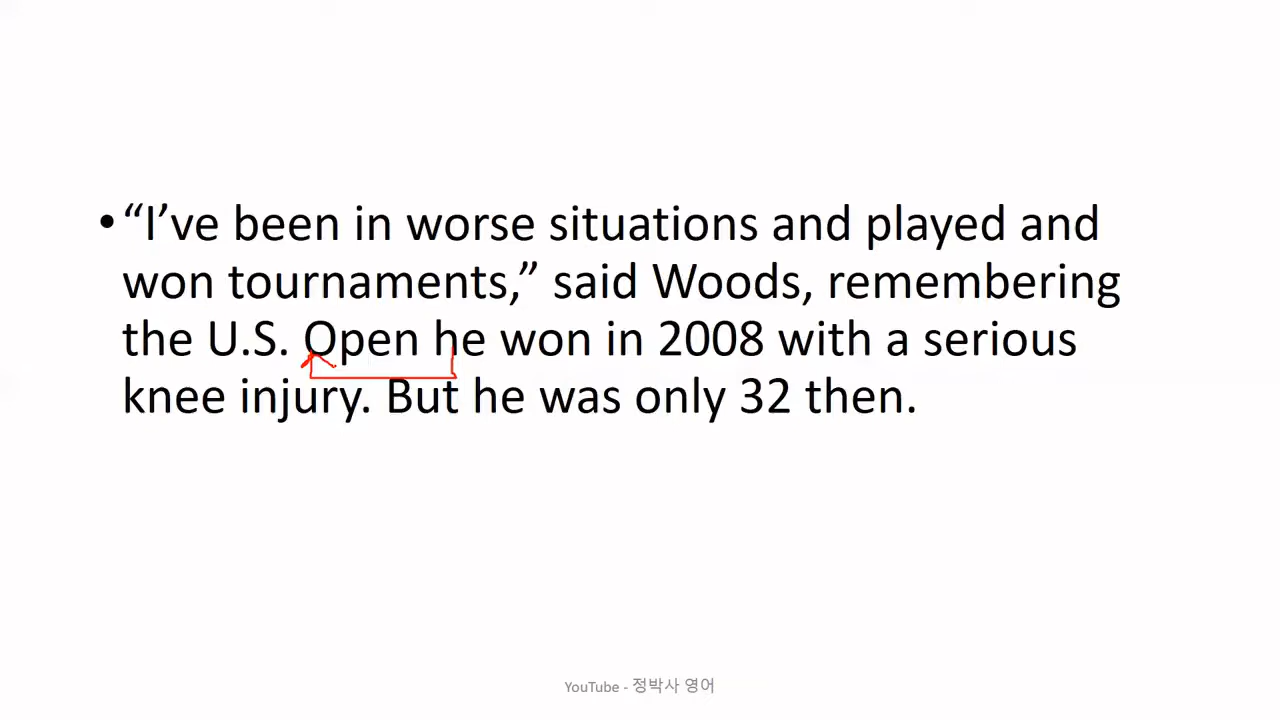 •“I’ve been in worse situations and played and
won tournaments,” said Woods, remembering
the U.S. Open he won in 2008 with a serious
knee injury. But he was only 32 then.
YouTube - 정박사 영어